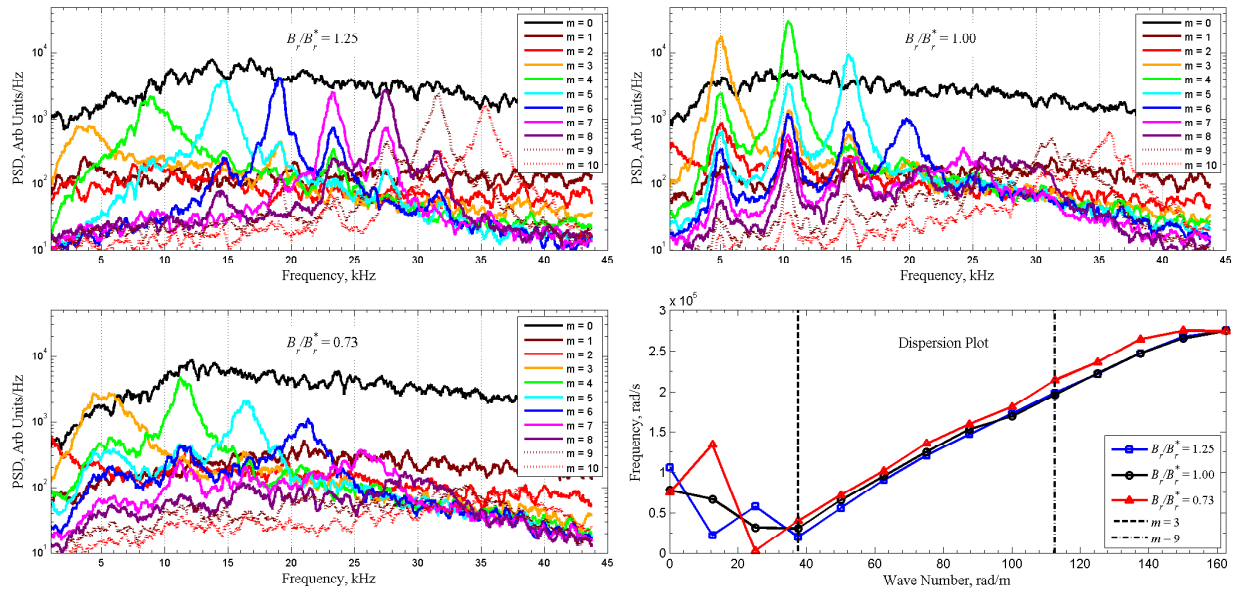 B_r/B_r^* = 1.25
PSD, Arb Units/Hz
10^4
10^3
10^2
10^1
5 10 15 20 25 30 35 40 45
Frequency, kHz
m = 0
m = 1
m = 2
m = 3
m = 4
m = 5
m = 6
m = 7
m = 8
m = 9
m = 10
B_r/B_r^* = 1.00
PSD, Arb Units/Hz
10^4
10^3
10^2
10^1
5 10 15 20 25 30 35 40 45
Frequency, kHz
m = 0
m = 1
m = 2
m = 3
m = 4
m = 5
m = 6
m = 7
m = 8
m = 9
m = 10
B_r/B_r^* = 0.73
PSD, Arb Units/Hz
10^4
10^3
10^2
10^1
5 10 15 20 25 30 35 40 45
Frequency, kHz
m = 0
m = 1
m = 2
m = 3
m = 4
m = 5
m = 6
m = 7
m = 8
m = 9
m = 10
x 10^5
Dispersion Plot
Frequency, rad/s
3
2.5
2
1.5
1
0.5
0
0 20 40 60 80 100 120 140 160
Wave Number, rad/m
B_r/B_r^* = 1.25
B_r/B_r^* = 1.00
B_r/B_r^* = 0.73
m = 3
m – 9